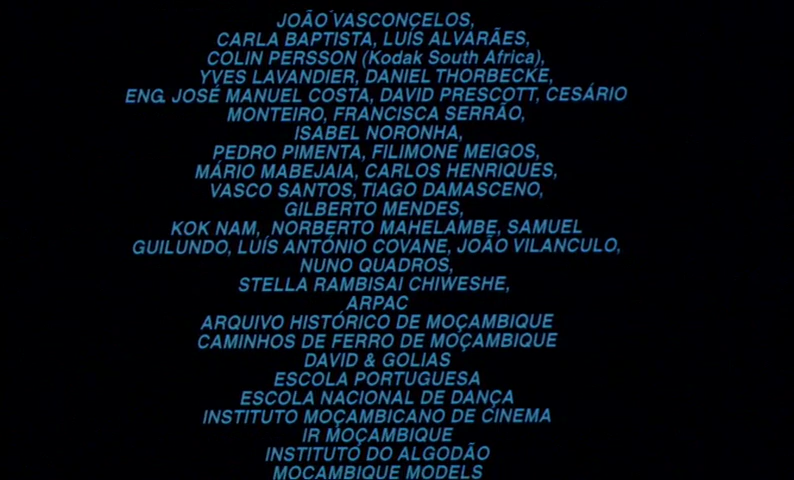 JOÃO VASCONCELOS,
CARLA BAPTISTA, LUÍS ALVARÃES,
COLIN PERSSON (Kodak South Africa),
YVES LAVANDIER, DANIEL THORBECKE,
ENG. JOSÉ MANUEL COSTA, DAVID PRESCOTT, CESÁRIO
MONTEIRO, FRANCISCA SERRÃO,
ISABEL NORONHA,
PEDRO PIMENTA, FILIMONE MEIGOS,
MÁRIO MABEJAIA, CARLOS HENRIQUES,
VASCO SANTOS, TIAGO DAMASCENO,
GILBERTO MENDES,
KOK NAM, NORBERTO MAHELAMBE, SAMUEL
GUILUNDO, LUÍS ANTÓNIO COVANE, JOÃO VILANCULO,
NUNO QUADROS,
STELLA RAMBISAI CHIWESHE,
ARPAC
ARQUIVO HISTÓRICO DE MOÇAMBIQUE
CAMINHOS DE FERRO DE MOÇAMBIQUE
DAVID & GOLIAS
ESCOLA PORTUGUESA
ESCOLA NACIONAL DE DANÇA
INSTITUTO MOÇAMBICANO DE CINEMA
IR MOÇAMBIQUE
INSTITUTO DO ALGODÃO
MOÇAMBIQUE MODELS